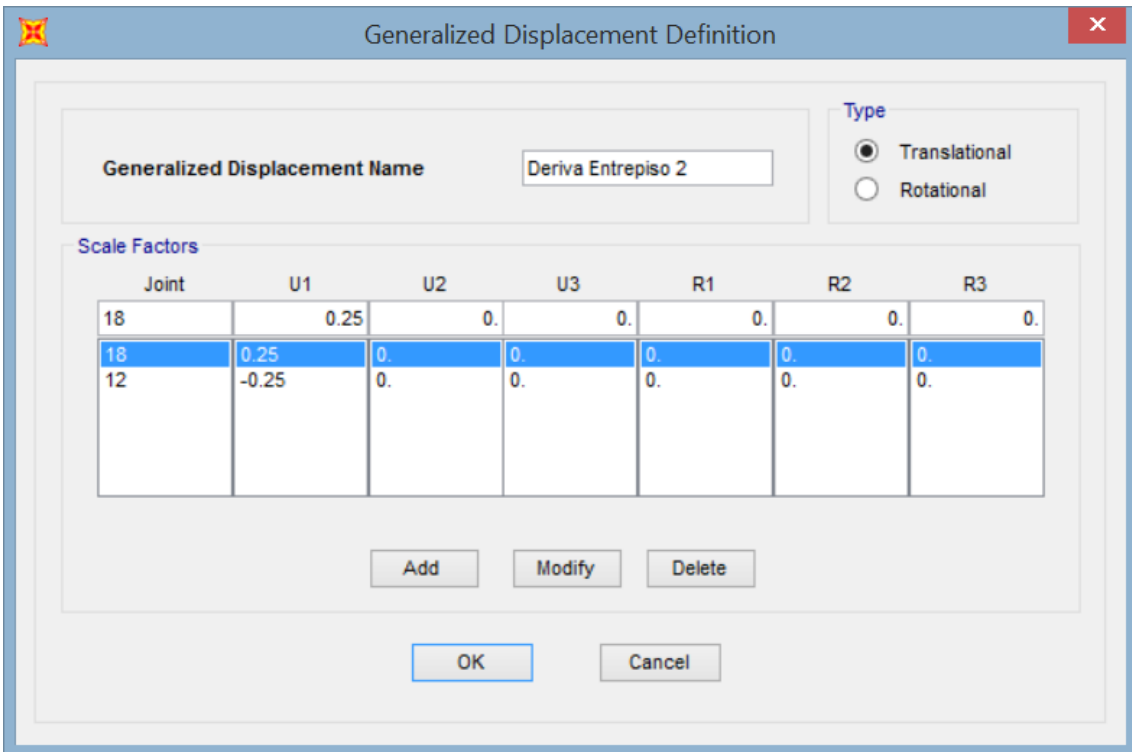 Generalized Displacement Definition
x
Type
Generalized Displacement Name Deriva Entrepiso 2 Translational
Rotational
Scale Factors
Joint U1 U2 U3 R1 R2 R3
18 0.25 0. 0. 0. 0. 0.
18 0.25 0. 0. 0. 0. 0.
12 -0.25 0. 0. 0. 0. 0.
Add Modify Delete
OK Cancel